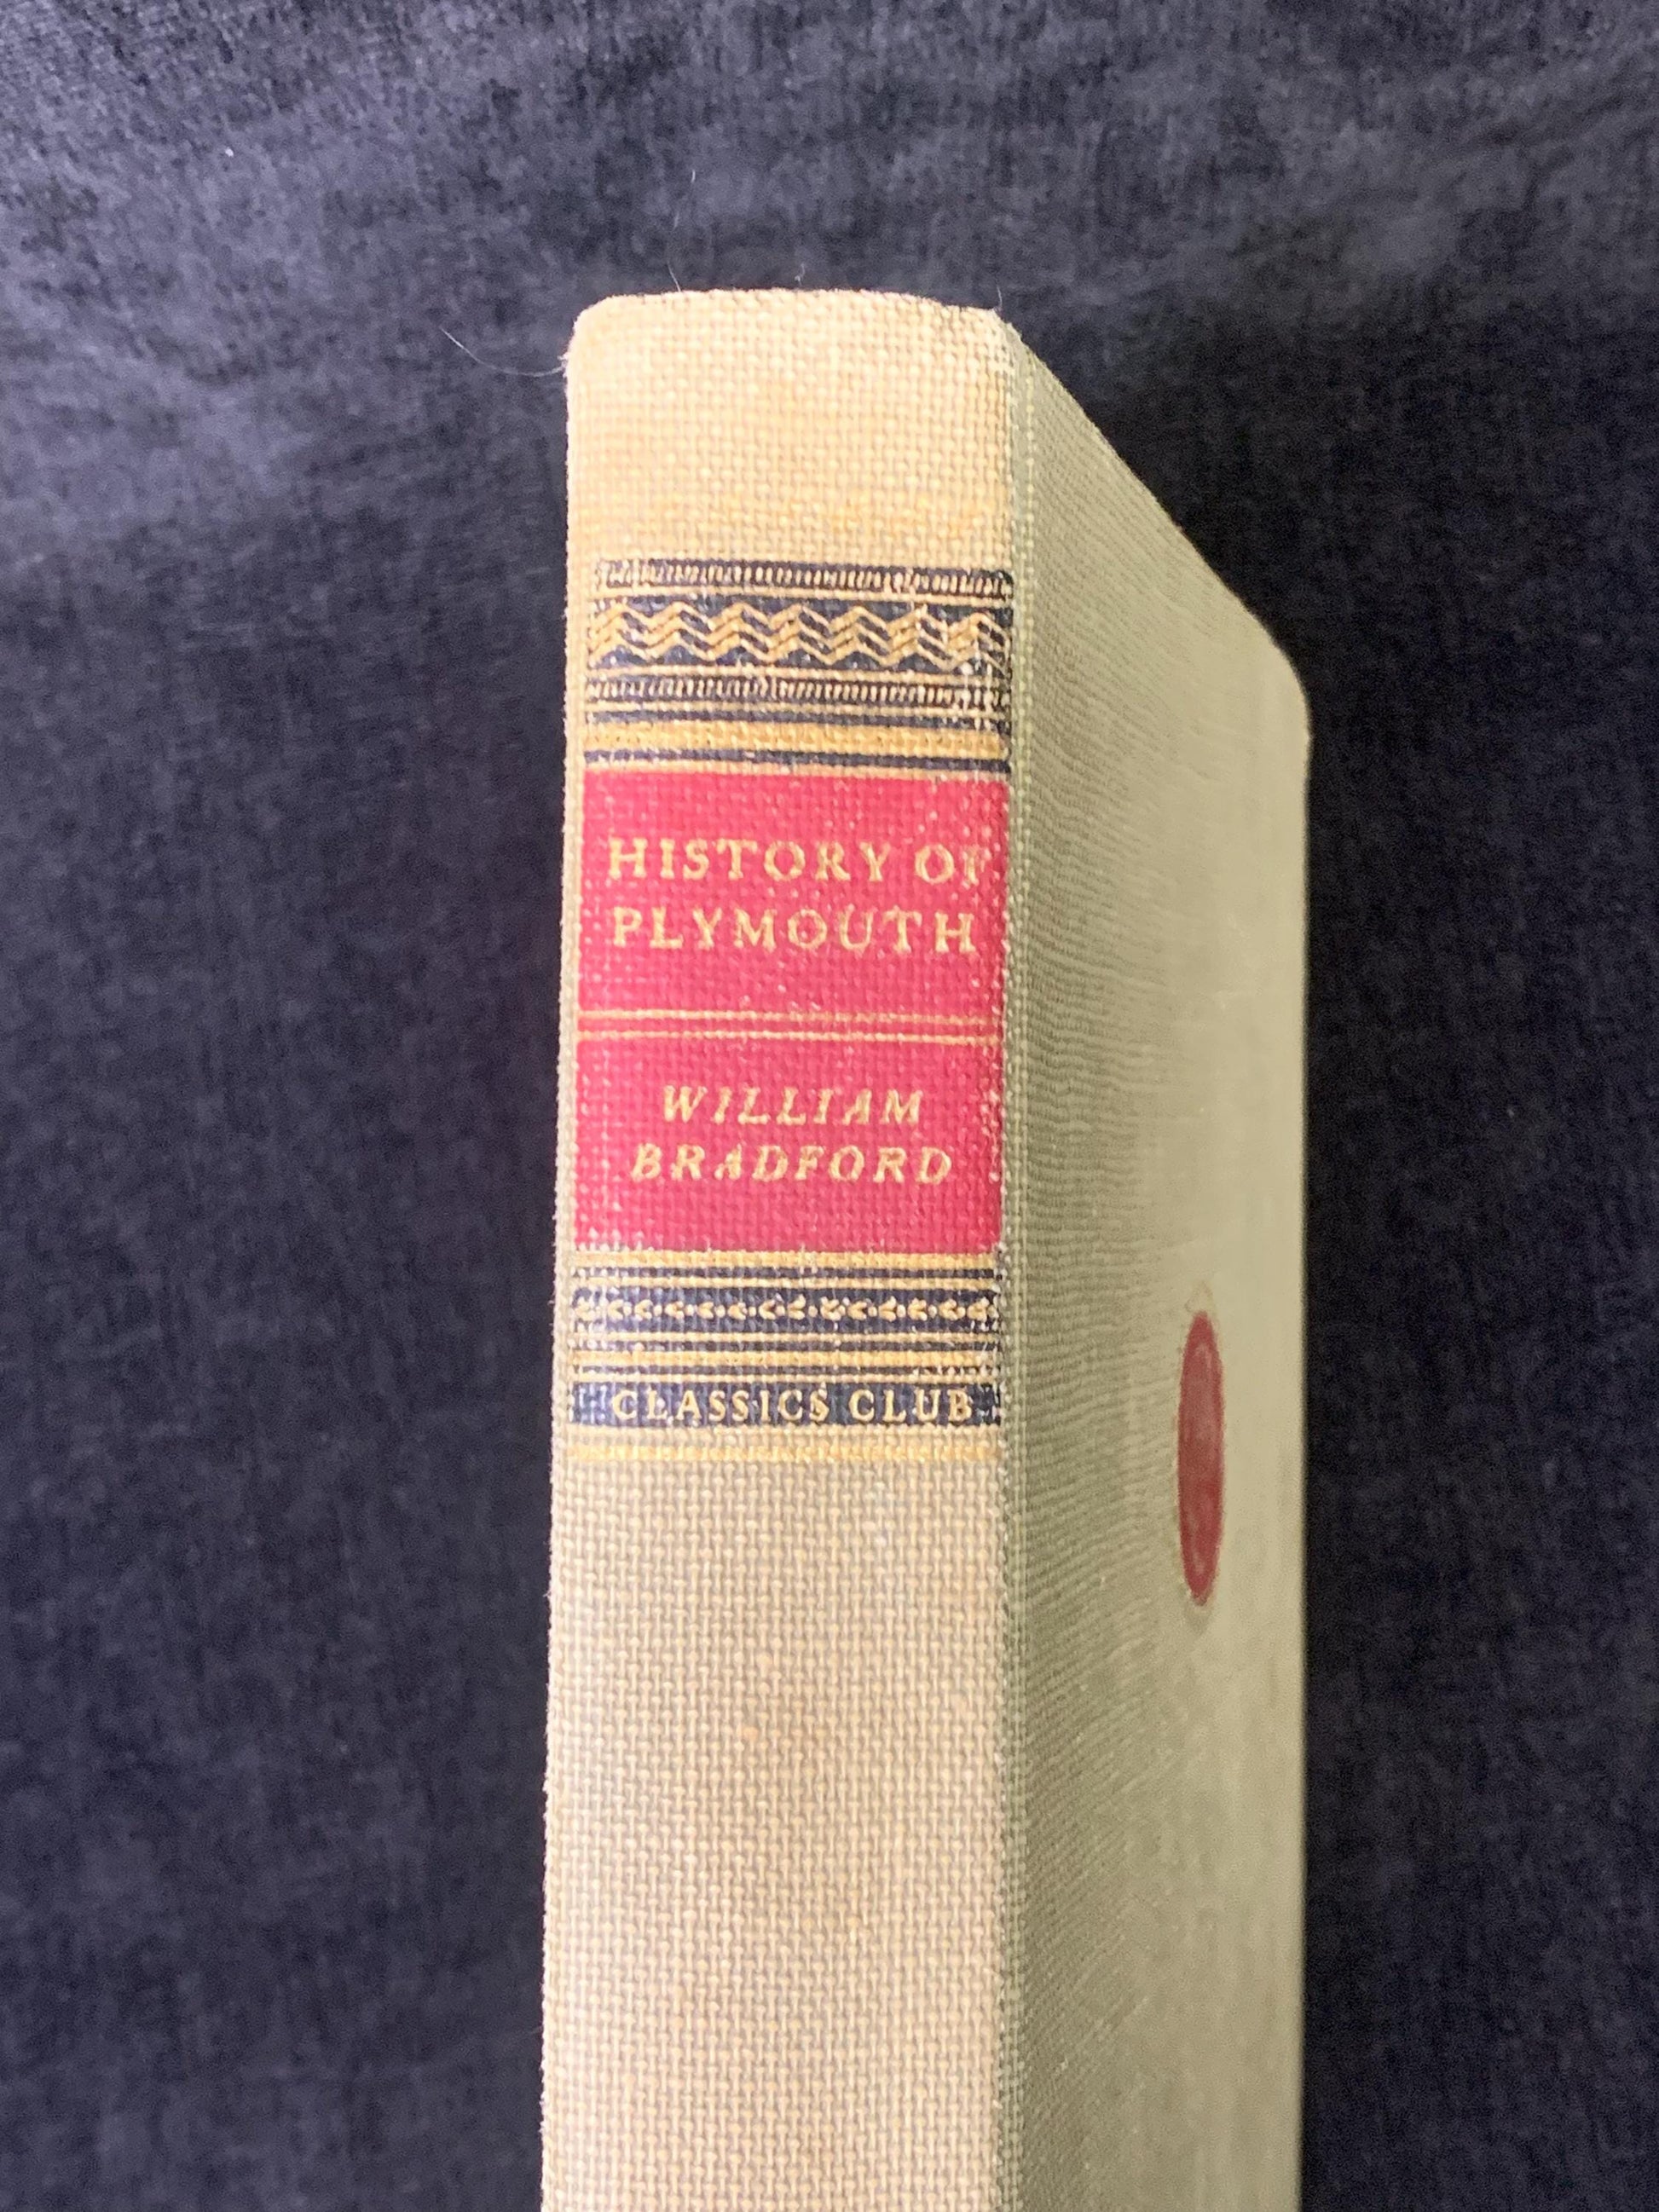 HISTORY OF
PLYMOUTH
WILLIAM
BRADFORD
CLASSICS CLUB